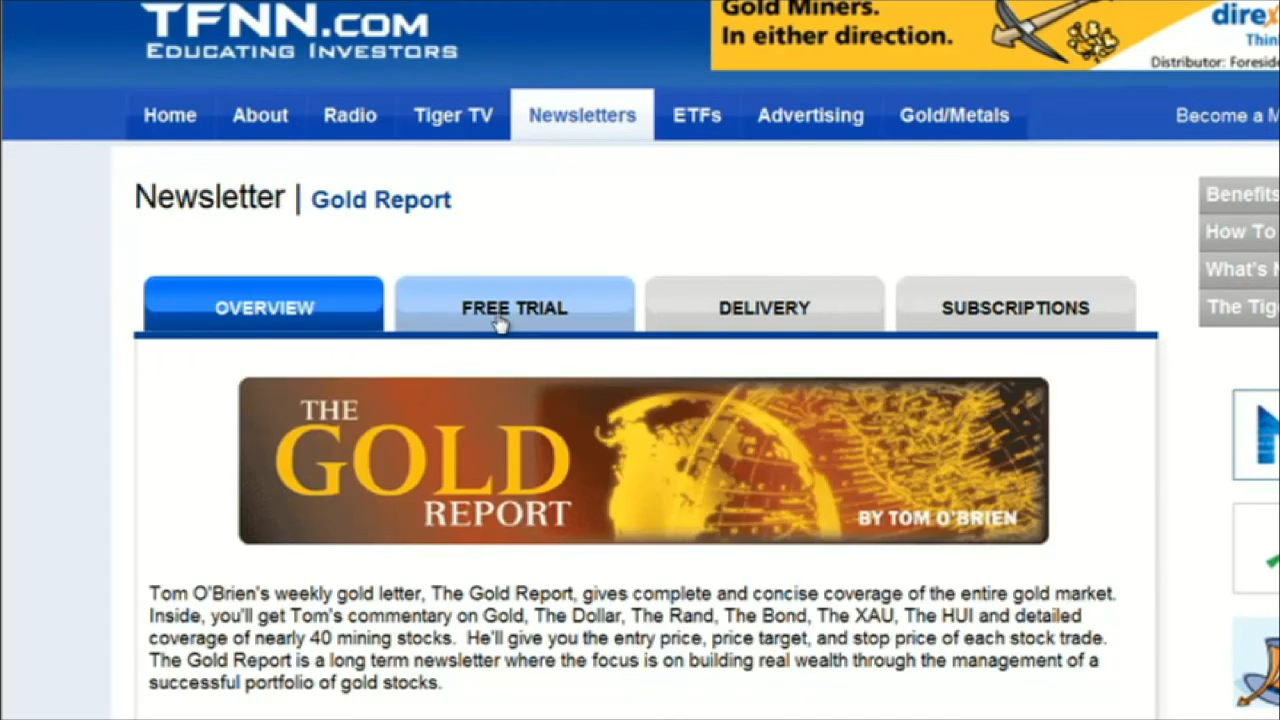 TFNN.COM
EDUCATING INVESTORS
Gold Miners.
In either direction.
Distributor:
Home About Radio Tiger TV Newsletters ETFs Advertising Gold/Metals Become a
Newsletter | Gold Report
Benefits
How To
What's
The
OVERVIEW FREE TRIAL DELIVERY SUBSCRIPTIONS
THE
GOLD
REPORT
BY TOM O'BRIEN
Tom O'Brien's weekly gold letter, The Gold Report, gives complete and concise coverage of the entire gold market.
Inside, you'll get Tom's commentary on Gold, The Dollar, The Rand, The Bond, The XAU, The HUI and detailed
coverage of nearly 40 mining stocks. He'll give you the entry price, price target, and stop price of each stock trade.
The Gold Report is a long term newsletter where the focus is on building real wealth through the management of a
successful portfolio of gold stocks.